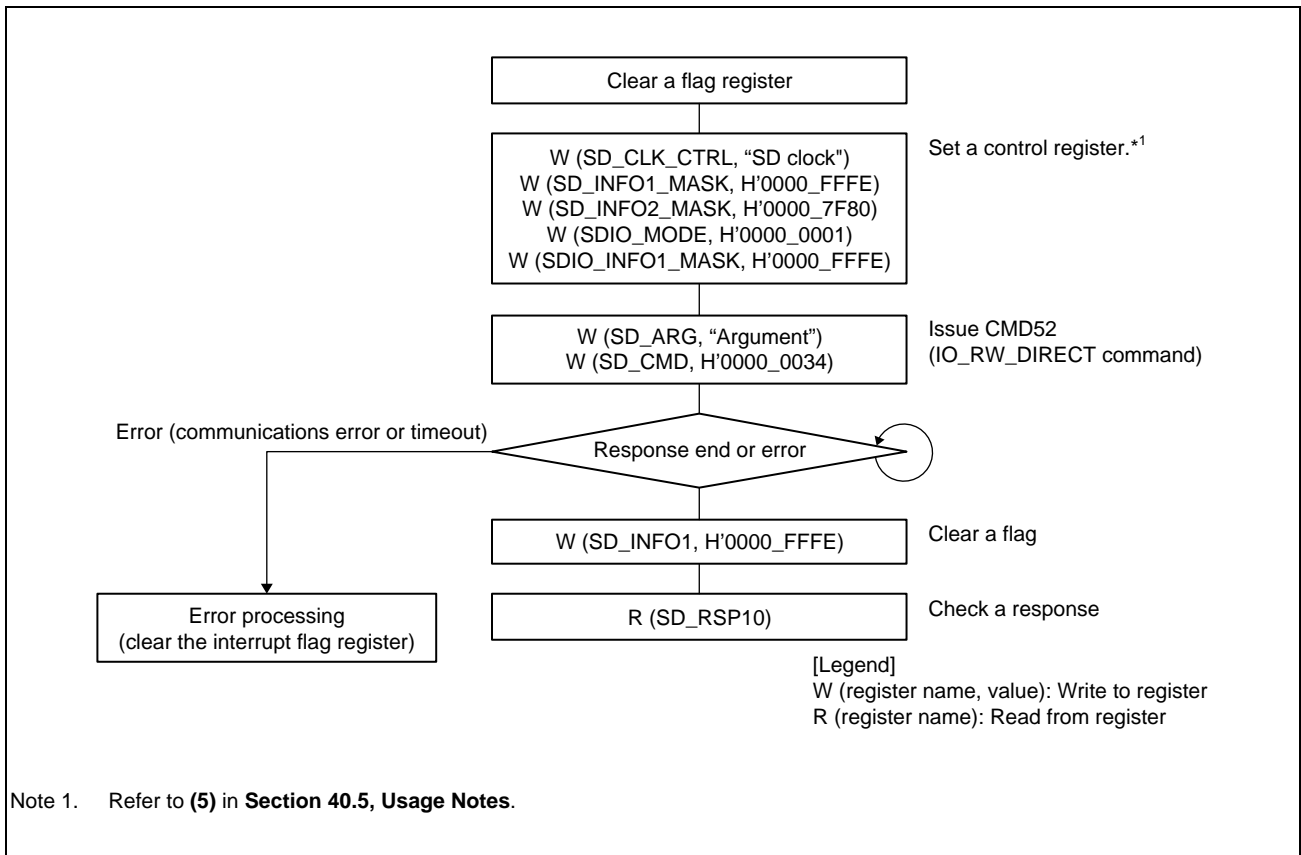 Clear a flag register
W (SD_CLK_CTRL, “SD clock")
W (SD_INFO1_MASK, H’0000_FFFE)
W (SD_INFO2_MASK, H’0000_7F80)
W (SDIO_MODE, H’0000_0001)
W (SDIO_INFO1_MASK, H’0000_FFFE)
Set a control register.*1
W (SD_ARG, “Argument”)
W (SD_CMD, H’0000_0034)
Issue CMD52
(IO_RW_DIRECT command)
Error (communications error or timeout)
Response end or error
W (SD_INFO1, H’0000_FFFE)
Clear a flag
Error processing
(clear the interrupt flag register)
R (SD_RSP10)
Check a response
[Legend]
W (register name, value): Write to register
R (register name): Read from register
Note 1. Refer to (5) in Section 40.5, Usage Notes.